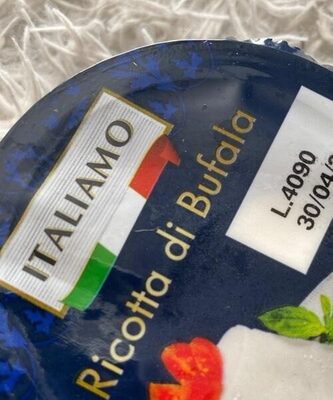 ITALIAMO
Ricotta di Bufala
L.4090
30/04/